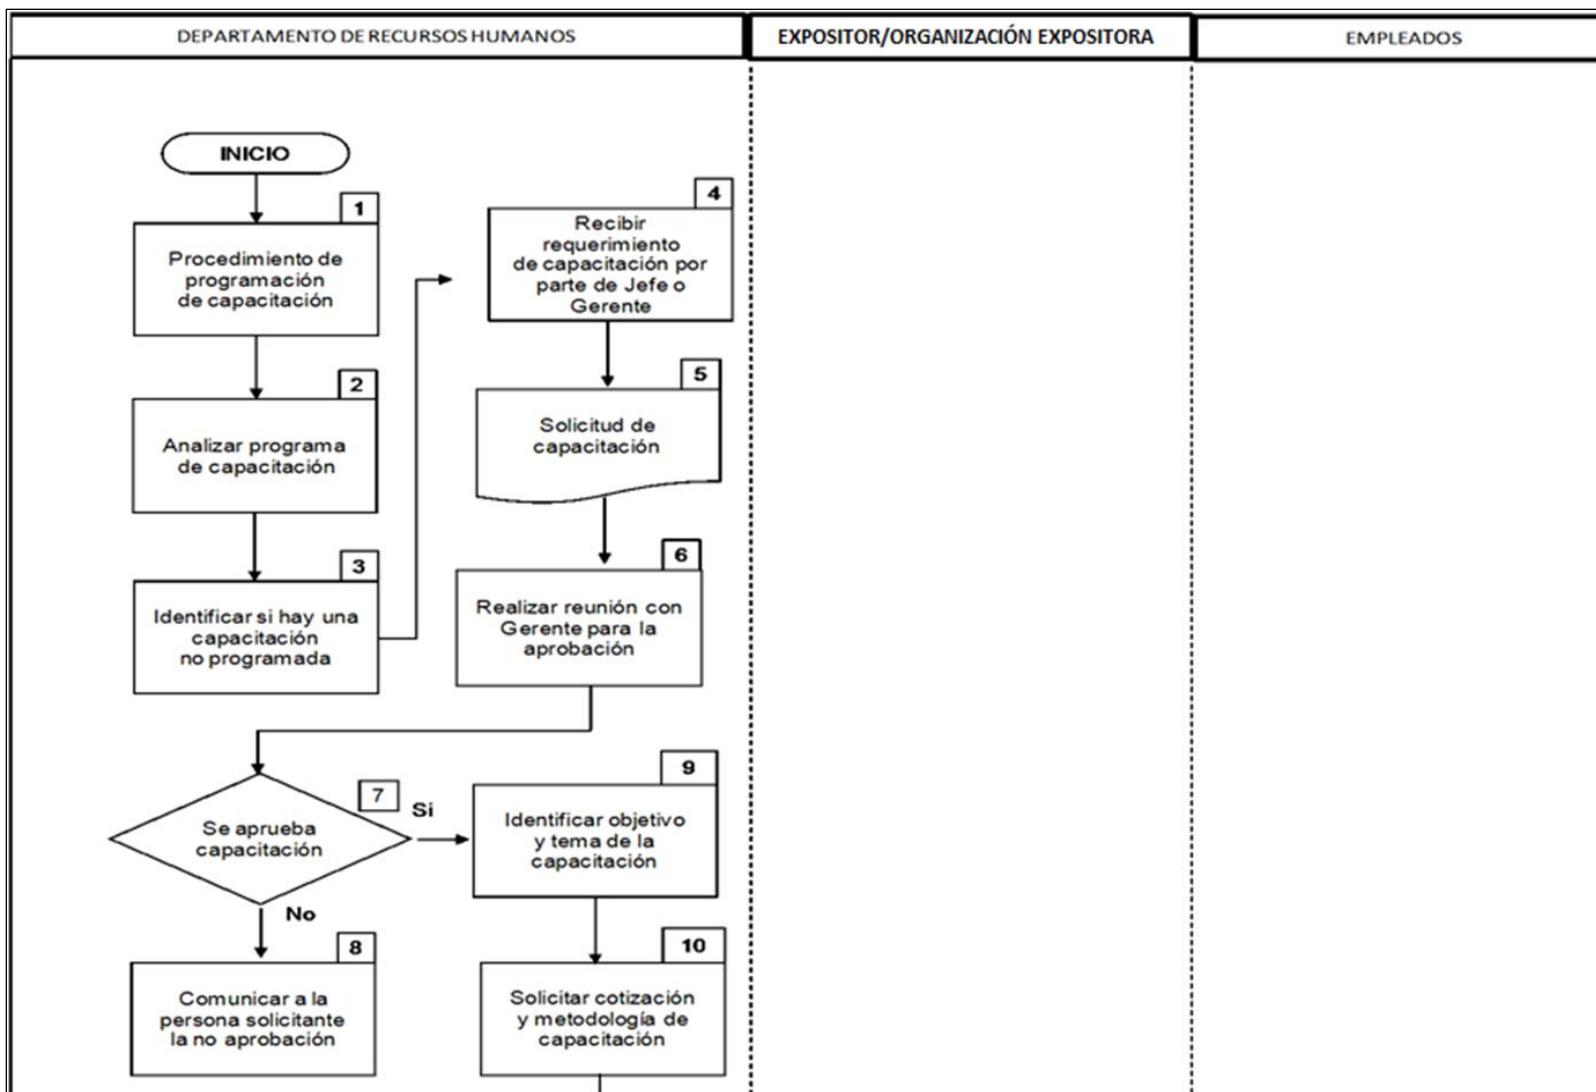 DEPARTAMENTO DE RECURSOS HUMANOS
EXPOSITOR/ORGANIZACIÓN EXPOSITORA
EMPLEADOS
INICIO
1
Procedimiento de
programación
de capacitación
2
Analizar programa
de capacitación
3
Identificar si hay una
capacitación
no programada
4
Recibir
requerimiento
de capacitación por
parte de Jefe o
Gerente
5
Solicitud de
capacitación
6
Realizar reunión con
Gerente para la
aprobación
7
Se aprueba
capacitación
Si
No
8
Comunicar a la
persona solicitante
la no aprobación
9
Identificar objetivo
y tema de la
capacitación
10
Solicitar cotización
y metodología de
capacitación